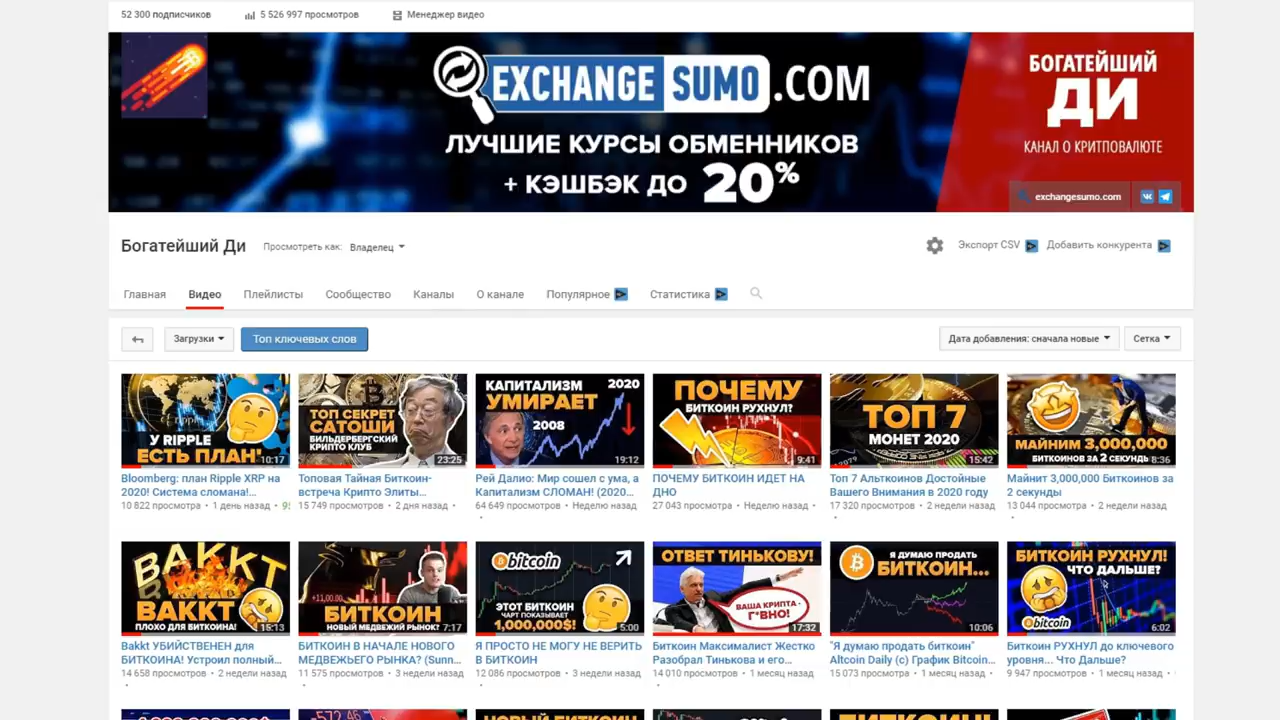 52 300 подписчиков
5 526 997 просмотров
Менеджер видео
EXCHANGE SUMO.COM
ЛУЧШИЕ КУРСЫ ОБМЕННИКОВ
+ КЭШБЭК ДО 20%
БОГАТЕЙШИЙ
ДИ
КАНАЛ О КРИПТОВАЛЮТЕ
exchangesumo.com
Богатейший Ди
Просмотреть как: Владелец
Экспорт CSV
Добавить конкурента
Главная
Видео
Плейлисты
Сообщество
Каналы
О канале
Популярное
Статистика
Загрузки
Топ ключевых слов
Дата добавления: сначала новые
Сетка
У RIPPLE
ЕСТЬ ПЛАН
10:17
Bloomberg: план Ripple XRP на
2020! Система сломана!...
10 822 просмотра • 1 день назад •
ТОП СЕКРЕТ
САТОШИ
БИЛЬДЕРБЕРГСКИЙ
КРИПТО КЛУБ
23:25
Топовая Тайная Биткоин-
встреча Крипто Элиты...
15 749 просмотров • 2 дня назад •
КАПИТАЛИЗМ
УМИРАЕТ
2020
2008
19:12
Рей Далио: Мир сошел с ума, а
Капитализм СЛОМАН! (2020...
64 649 просмотров • Неделю назад
•
ПОЧЕМУ
БИТКОИН РУХНУЛ?
9:41
ПОЧЕМУ БИТКОИН ИДЕТ НА
ДНО
27 043 просмотра • Неделю назад •
ТОП 7
МОНЕТ 2020
15:42
Топ 7 Альткоинов Достойные
Вашего Внимания в 2020 году
17 320 просмотров • 2 недели назад
•
МАЙНИМ 3,000,000
БИТКОИНОВ ЗА 2 СЕКУНДЫ
8:36
Майнит 3,000,000 Биткоинов за
2 секунды
13 044 просмотра • 2 недели назад
•
BAKKT
BAKKT
ПЛОХО ДЛЯ БИТКОИНА!
15:13
Bakkt УБИЙСТВЕНЕН для
БИТКОИНА! Устроил полный...
14 658 просмотров • 2 недели назад
•
+11,00.00
БИТКОИН
НОВЫЙ МЕДВЕЖИЙ РЫНОК?
7:17
БИТКОИН В НАЧАЛЕ НОВОГО
МЕДВЕЖЬЕГО РЫНКА? (Sunn...
11 575 просмотров • 3 недели назад
•
bitcoin
ЭТОТ БИТКОИН
ЧАРТ ПОКАЗЫВАЕТ
1,000,000$!
5:00
Я ПРОСТО НЕ МОГУ НЕ ВЕРИТЬ
В БИТКОИН
12 086 просмотров • 3 недели назад
•
ОТВЕТ ТИНЬКОВУ!
ВАША КРИПТА -
Г*ВНО!
17:32
Биткоин Максималист Жестко
Разобрал Тинькова и его...
14 010 просмотров • 1 месяц назад
•
Я ДУМАЮ ПРОДАТЬ
БИТКОИН...
10:06
"Я думаю продать биткоин"
Altcoin Daily (с) График Bitcoin...
15 073 просмотра • 1 месяц назад •
БИТКОИН РУХНУЛ!
ЧТО ДАЛЬШЕ?
bitcoin
6:02
Биткоин РУХНУЛ до ключевого
уровня... Что Дальше?
9 947 просмотров • 1 месяц назад •